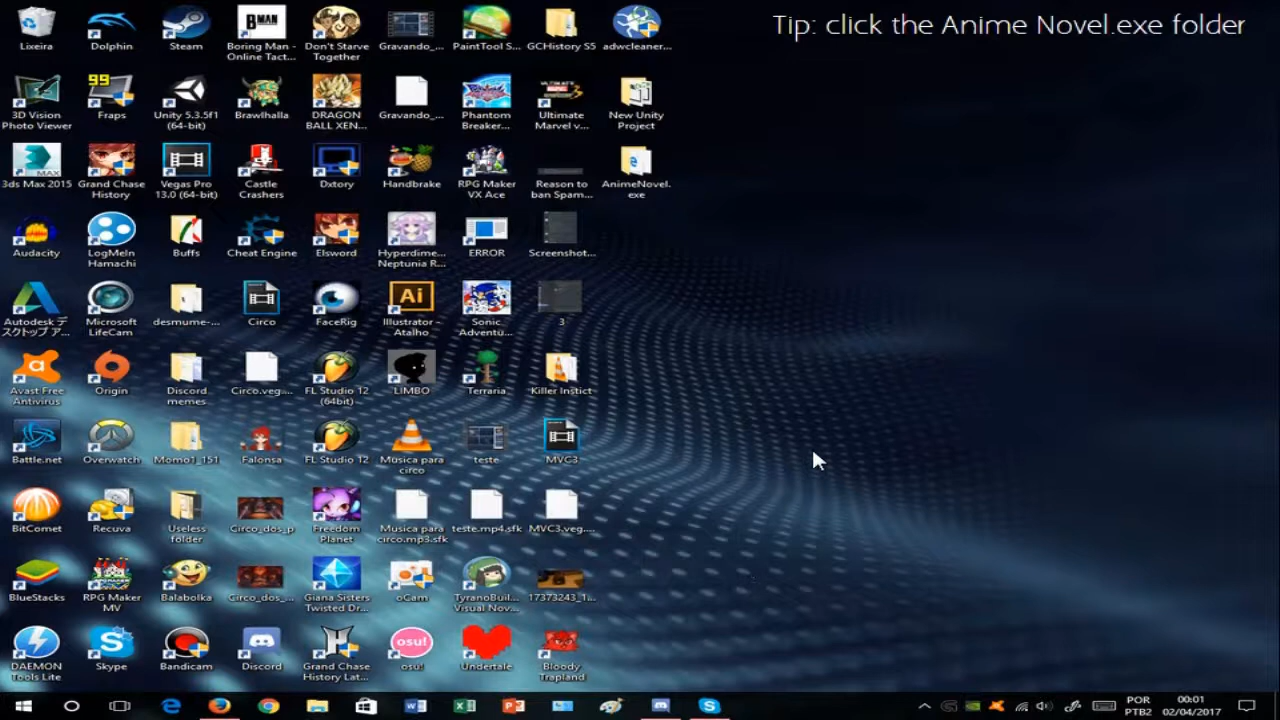 Tip: click the Anime Novel.exe folder
Lixeira
Dolphin
Steam
Boring Man -
Online Tact...
Don't Starve
Together
Gravando_...
PaintTool S...
GCHistory S5
adwcleaner...
3D Vision
Photo Viewer
99
Fraps
Unity 5.3.5f1
(64-bit)
Brawlhalla
DRAGON
BALL XEN...
Gravando_...
Phantom
Breaker...
Ultimate
Marvel v...
New Unity
Project
3ds Max 2015
Grand Chase
History
Vegas Pro
13.0 (64-bit)
Castle
Crashers
Dxtory
Handbrake
RPG Maker
VX Ace
Reason to
ban Spam...
AnimeNovel.
exe
Audacity
LogMeIn
Hamachi
Buffs
Cheat Engine
Elsword
Hyperdime...
Neptunia R...
ERROR
Screenshot...
Autodesk デ
スクトップ ア...
Microsoft
LifeCam
desmume-...
Circo
FaceRig
Ai
Illustrator -
Atalho
Sonic
Adventü...
3
Avast Free
Antivirus
Origin
Discord
memes
Circo.veg....
FL Studio 12
(64bit)
LIMBO
Terraria
Killer Instict
Battle.net
Overwatch
Momo1_151
Falonsa
FL Studio 12
Musica para
circo
teste
MVC3
BitComet
Recuva
Useless
folder
Circo_dos_p
Freedom
Planet
Musica para
circo.mp3.sfk
teste.mp4.sfk
MVC3.veg....
BlueStacks
RPG Maker
MV
Balabolka
Circo_dos_...
Giana Sisters
Twisted Dr...
oCam
TyranoBuil...
Visual Nov...
17373243_1...
DAEMON
Tools Lite
Skype
Bandicam
Discord
Grand Chase
History Lat...
osu!
osu!
Undertale
Bloody
Trapland
POR
PTB2
00:01
02/04/2017